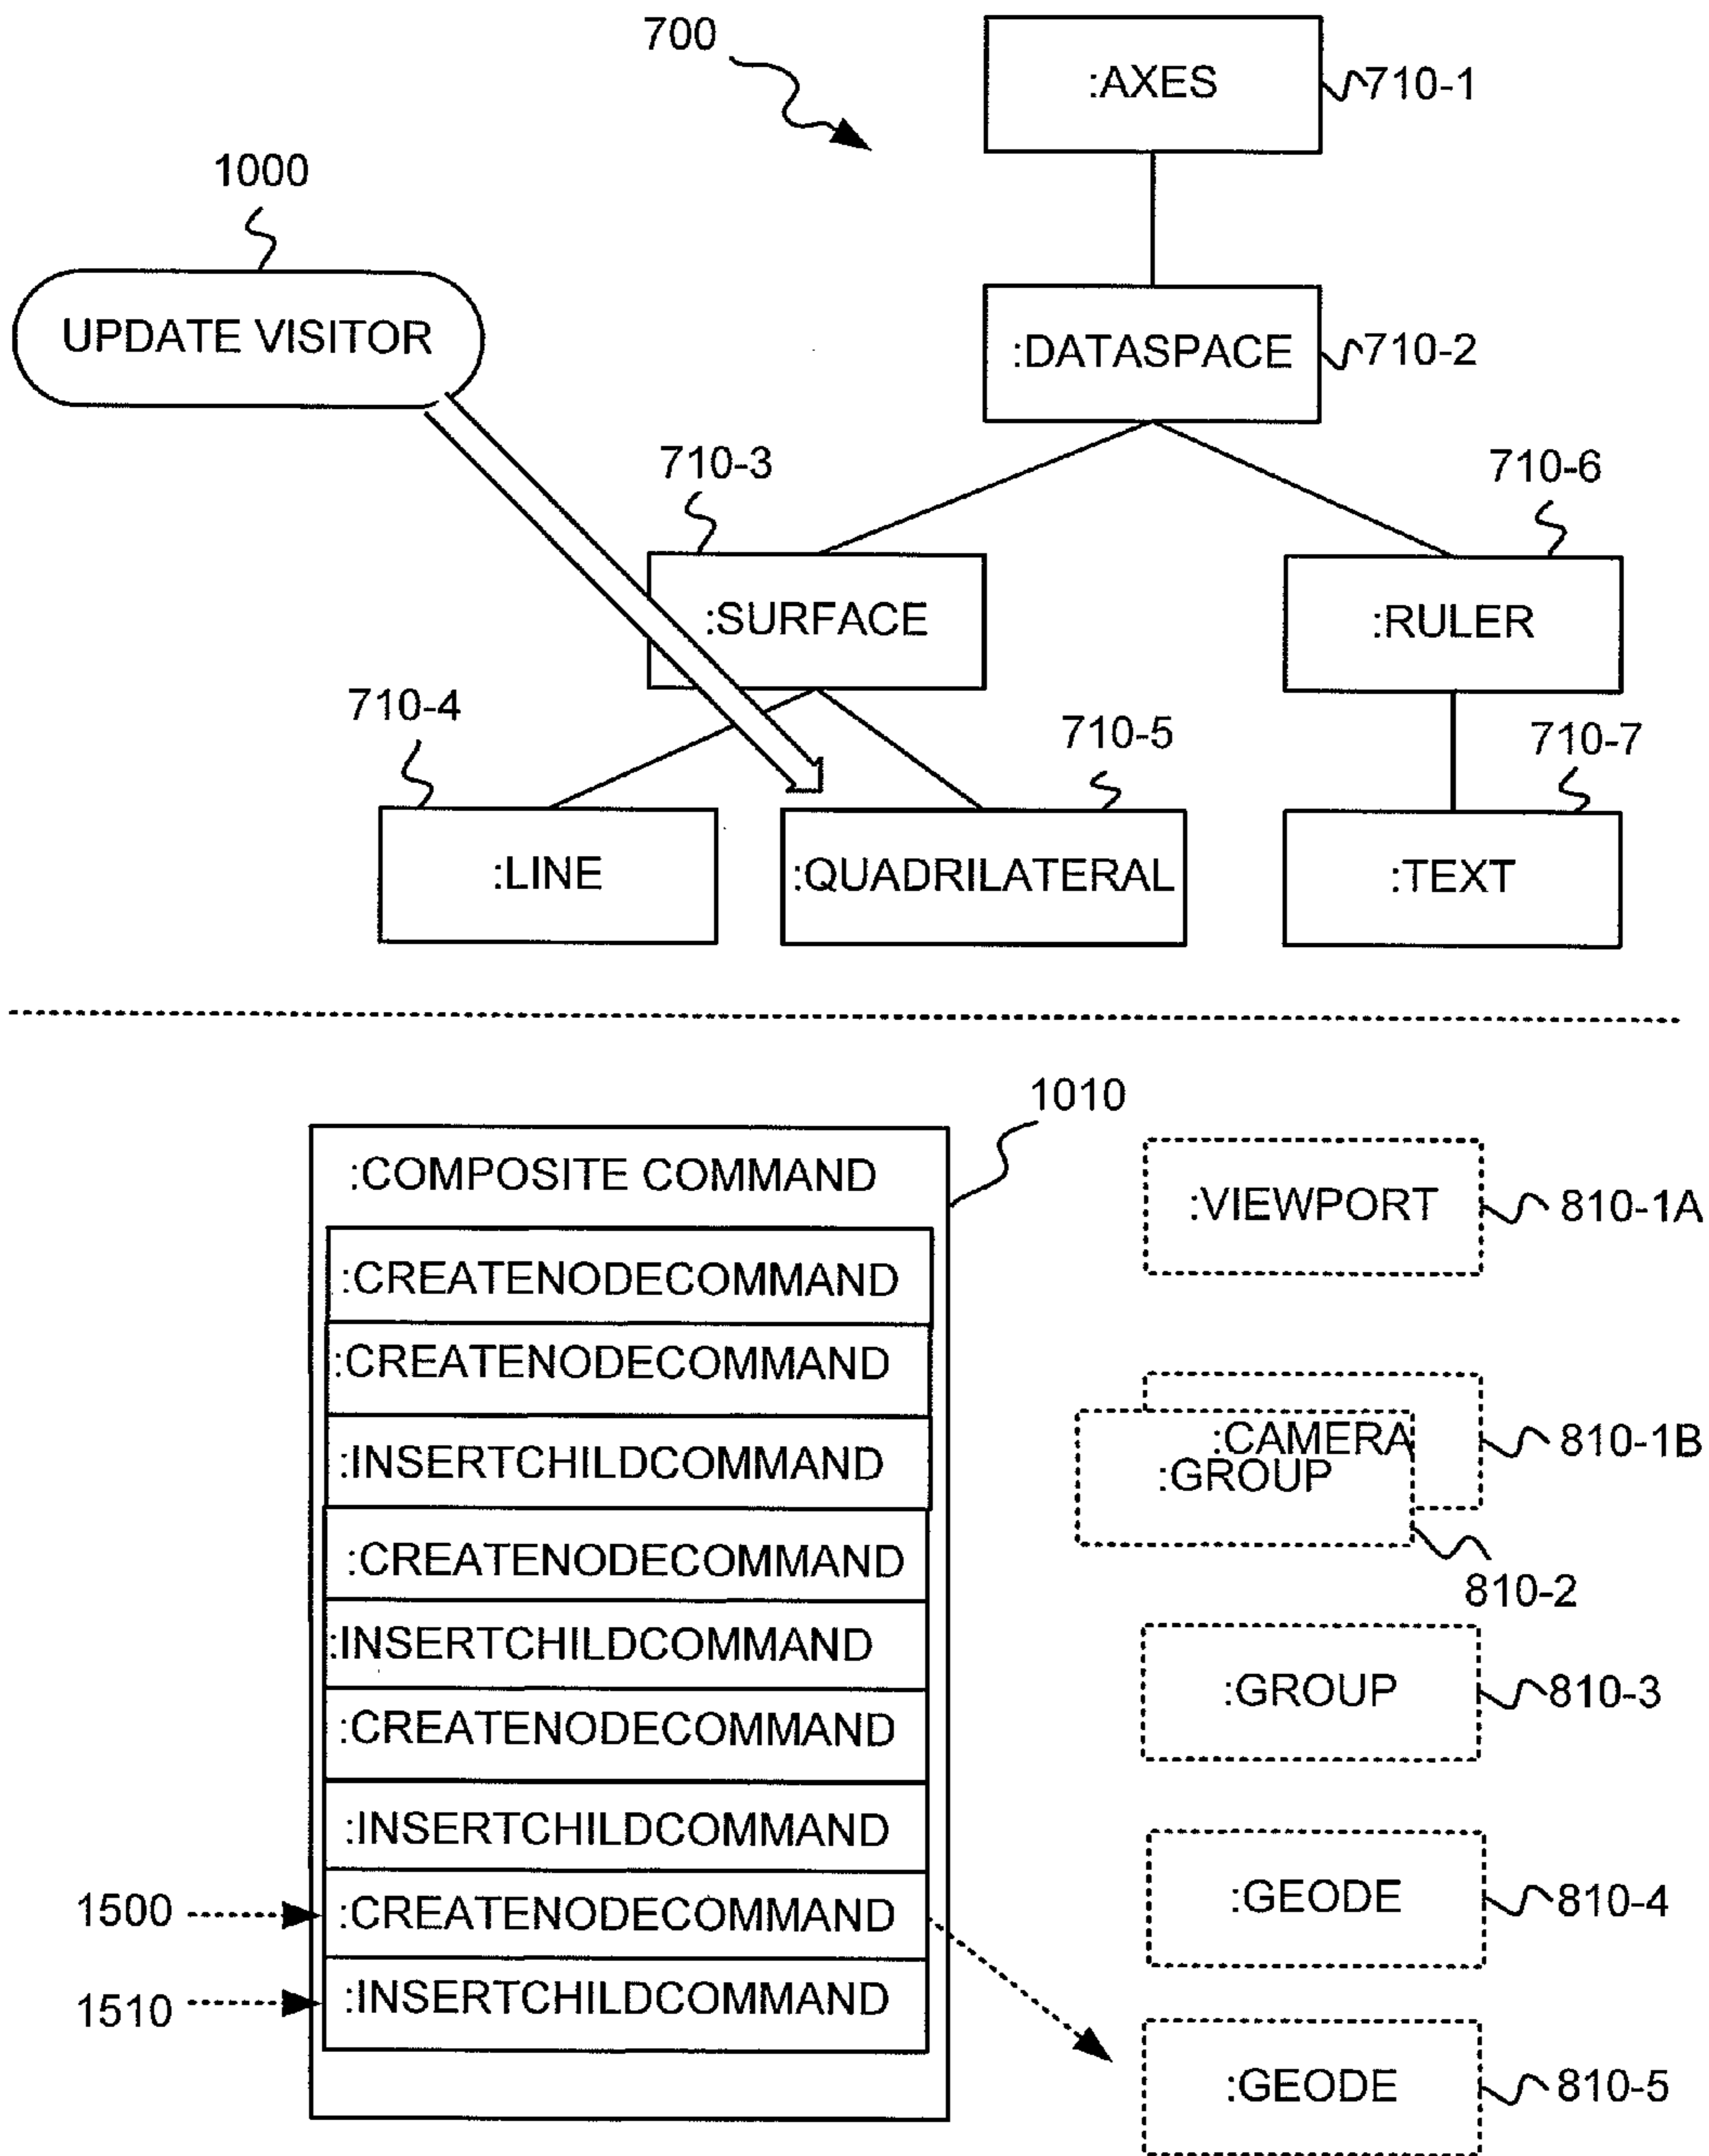 700
:AXES
710-1
1000
UPDATE VISITOR
:DATASPACE
710-2
710-3
710-6
:SURFACE
:RULER
710-4
710-5
710-7
:LINE
:QUADRILATERAL
:TEXT
1010
:COMPOSITE COMMAND
:CREATENODECOMMAND
:CREATENODECOMMAND
:INSERTCHILDCOMMAND
:CREATENODECOMMAND
:INSERTCHILDCOMMAND
:CREATENODECOMMAND
:INSERTCHILDCOMMAND
1500
:CREATENODECOMMAND
1510
:INSERTCHILDCOMMAND
:VIEWPORT
810-1A
:CAMERA
810-1B
:GROUP
810-2
:GROUP
810-3
:GEODE
810-4
:GEODE
810-5